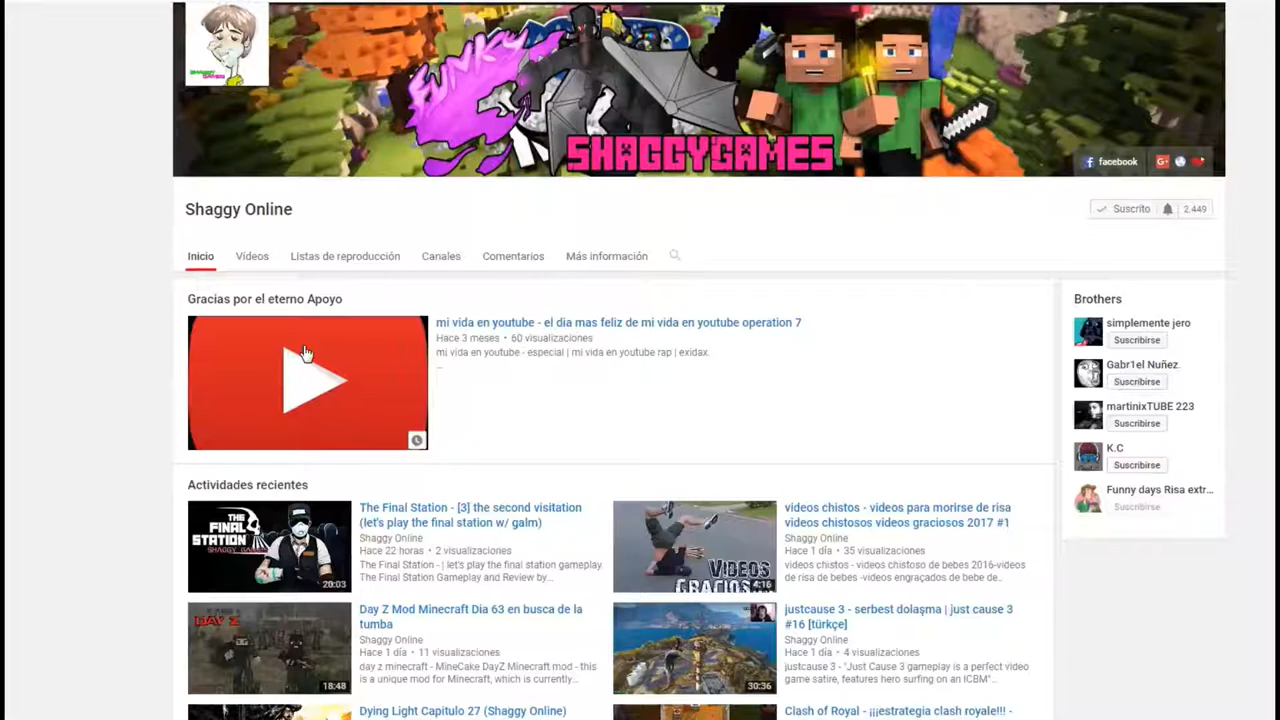 SHAGGYGAMES
facebook
Shaggy Online
Suscrito 2.449
Inicio Vídeos Listas de reproducción Canales Comentarios Más información
Gracias por el eterno Apoyo
mi vida en youtube - el dia mas feliz de mi vida en youtube operation 7
Hace 3 meses • 60 visualizaciones
mi vida en youtube - especial | mi vida en youtube rap | exidax.
...
Brothers
simplemente jero
Suscribirse
Gabr1el Nuñez
Suscribirse
martinixTUBE 223
Suscribirse
K.C
Suscribirse
Funny days Risa extr...
Suscribirse
Actividades recientes
THE
FINAL
STATION
SHAGGY GAMES
20:03
The Final Station - [3] the second visitation
(let's play the final station w/ galm)
Shaggy Online
Hace 22 horas • 2 visualizaciones
The Final Station - | let's play the final station gameplay.
The Final Station Gameplay and Review by...
VIDEOS
GRACIOSOS
4:16
videos chistos - videos para morirse de risa
videos chistosos videos graciosos 2017 #1
Shaggy Online
Hace 1 día • 35 visualizaciones
videos chistos - videos chistoso de bebes 2016-videos
de risa de bebes -videos engraçados de bebe de..
DAY Z
18:48
Day Z Mod Minecraft Dia 63 en busca de la
tumba
Shaggy Online
Hace 1 día • 11 visualizaciones
day z minecraft - MineCake DayZ Minecraft mod - this
is a unique mod for Minecraft, which is currently...
30:36
justcause 3 - serbest dolaşma | just cause 3
#16 [türkçe]
Shaggy Online
Hace 1 día • 4 visualizaciones
justcause 3 - "Just Cause 3 gameplay is a perfect video
game satire, features hero surfing on an ICBM"...
Dying Light Capitulo 27 (Shaggy Online)
Clash of Royal - ¡¡¡estrategia clash royale!!! -